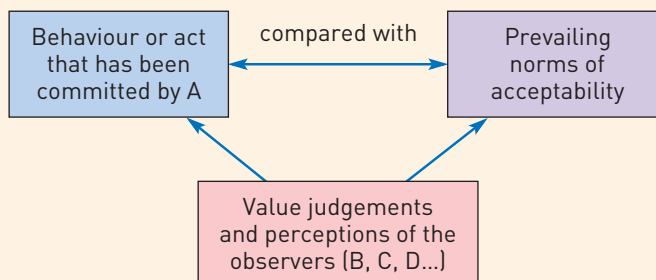 Behaviour or act
that has been
committed by A
compared with
Prevailing
norms of
acceptability
Value judgements
and perceptions of the
observers (B, C, D...)